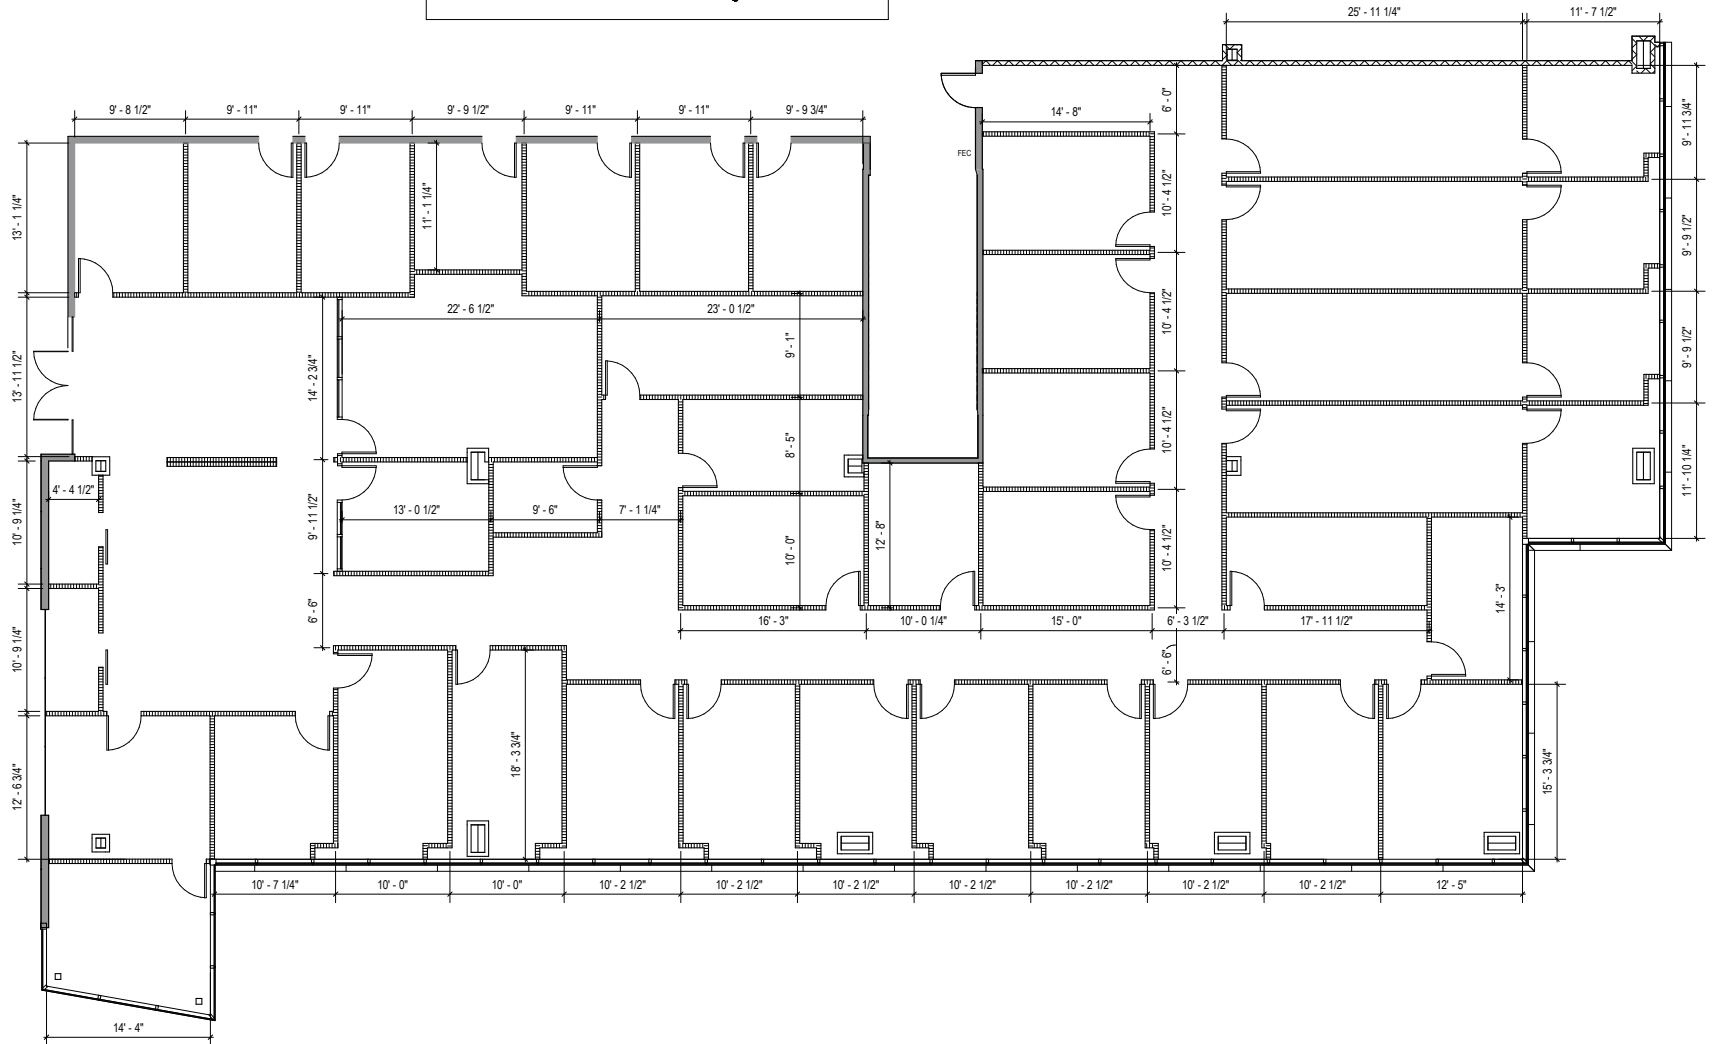 25' - 11 1/4" 11' - 7 1/2"
9' - 8 1/2" 9' - 11" 9' - 11" 9' - 9 1/2" 9' - 11" 9' - 11" 9' - 9 3/4"
14' - 8"
6' - 0"
9' - 11 3/4"
FEC
13' - 1 1/4"
11' - 1 1/4"
10' - 4 1/2"
9' - 9 1/2"
22' - 6 1/2" 23' - 0 1/2"
10' - 4 1/2"
9' - 1"
9' - 9 1/2"
13' - 11 1/2"
14' - 2 3/4"
8' - 5"
10' - 4 1/2"
11' - 10 1/4"
4' - 4 1/2"
13' - 0 1/2" 9' - 6" 7' - 1 1/4"
10' - 9 1/4"
9' - 11 1/2"
12' - 8"
10' - 0"
10' - 4 1/2"
14' - 3"
6' - 6"
16' - 3" 10' - 0 1/4" 15' - 0" 6' - 3 1/2" 17' - 11 1/2"
10' - 9 1/4"
6' - 6"
12' - 6 3/4"
18' - 3 3/4"
15' - 3 3/4"
10' - 7 1/4" 10' - 0" 10' - 0" 10' - 2 1/2" 10' - 2 1/2" 10' - 2 1/2" 10' - 2 1/2" 10' - 2 1/2" 10' - 2 1/2" 10' - 2 1/2" 12' - 5"
14' - 4"